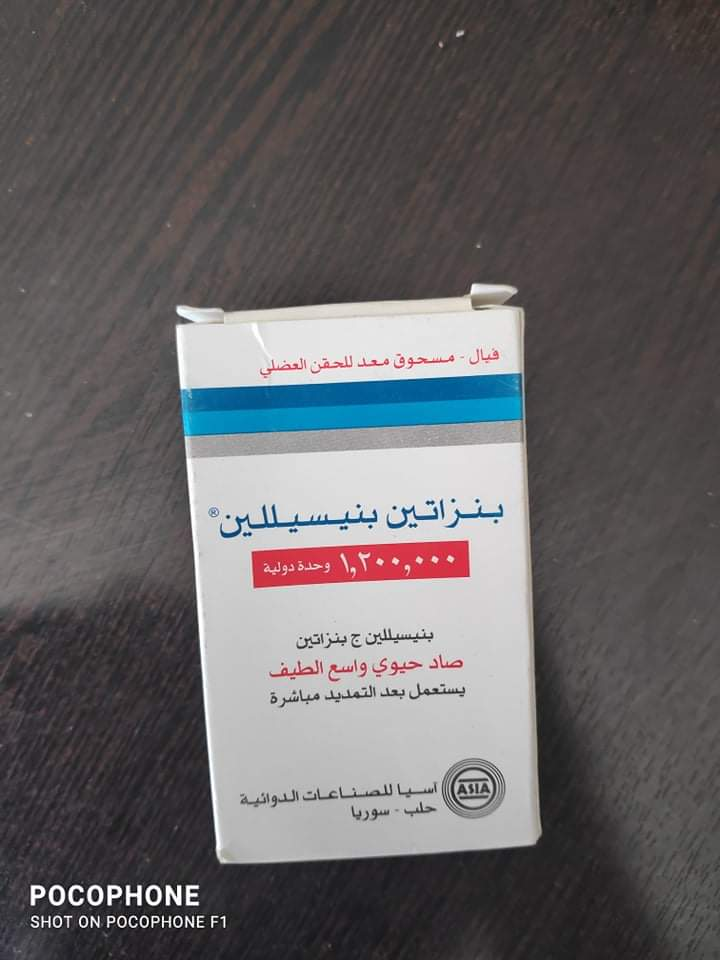 فيال - مسحوق معد للحقن العضلي
بنزاتين بنيسيللين®
١,٢٠٠,٠٠٠ وحدة دولية
بنيسيللين ج بنزاتين
صاد حيوي واسع الطيف
يستعمل بعد التمديد مباشرة
ASIA
آسيا للصناعات الدوائية
حلب - سوريا
POCOPHONE
SHOT ON POCOPHONE F1